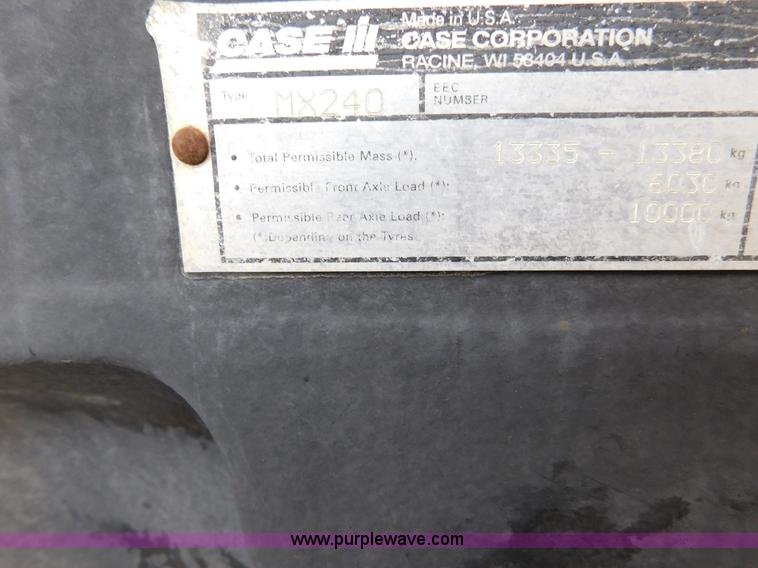 CASE III
Made in U.S.A.
CASE CORPORATION
RACINE, WI 53404 U.S.A.
Type MX240
EEC
NUMBER
• Total Permissible Mass (*). 13335 - 13380 kg
• Permissible Front Axle Load (*): 6030 kg
• Permissible Rear Axle Load (*): 10000 kg
(*)Depending on the Tyres
www.purplewave.com